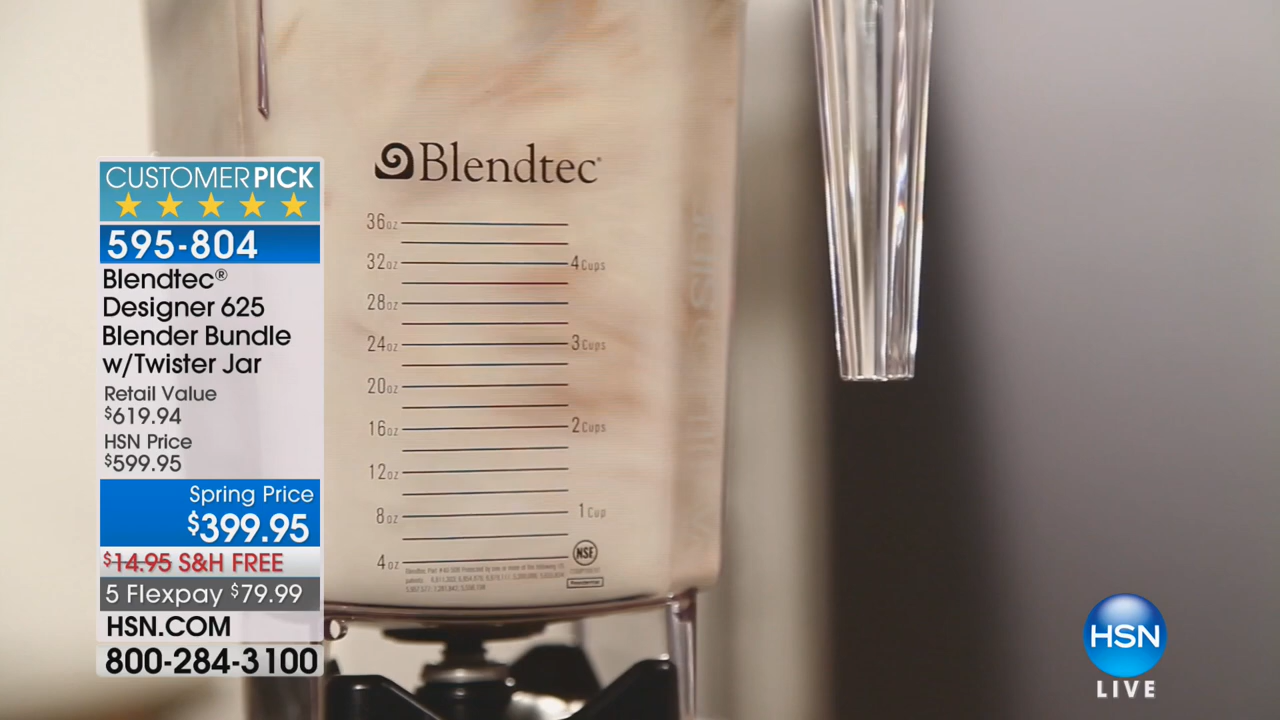 CUSTOMER PICK
595-804
Blendtec®
Designer 625
Blender Bundle
w/Twister Jar
Retail Value
$619.94
HSN Price
$599.95
Spring Price
$399.95
$14.95 S&H FREE
5 Flexpay $79.99
HSN.COM
800-284-3100
Blendtec
36oz
32oz
4 Cups
28oz
24oz
3 Cups
20oz
16oz
2 Cups
12oz
8oz
1 Cup
4oz
NSF
HSN
LIVE